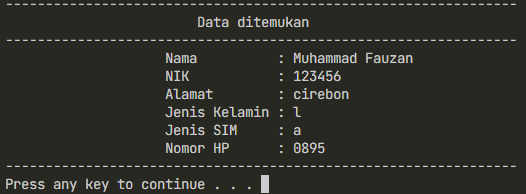 ----------------------------------------------------------------
Data ditemukan
----------------------------------------------------------------
Nama : Muhammad Fauzan
NIK : 123456
Alamat : cirebon
Jenis Kelamin : l
Jenis SIM : a
Nomor HP : 0895
----------------------------------------------------------------
Press any key to continue . . .